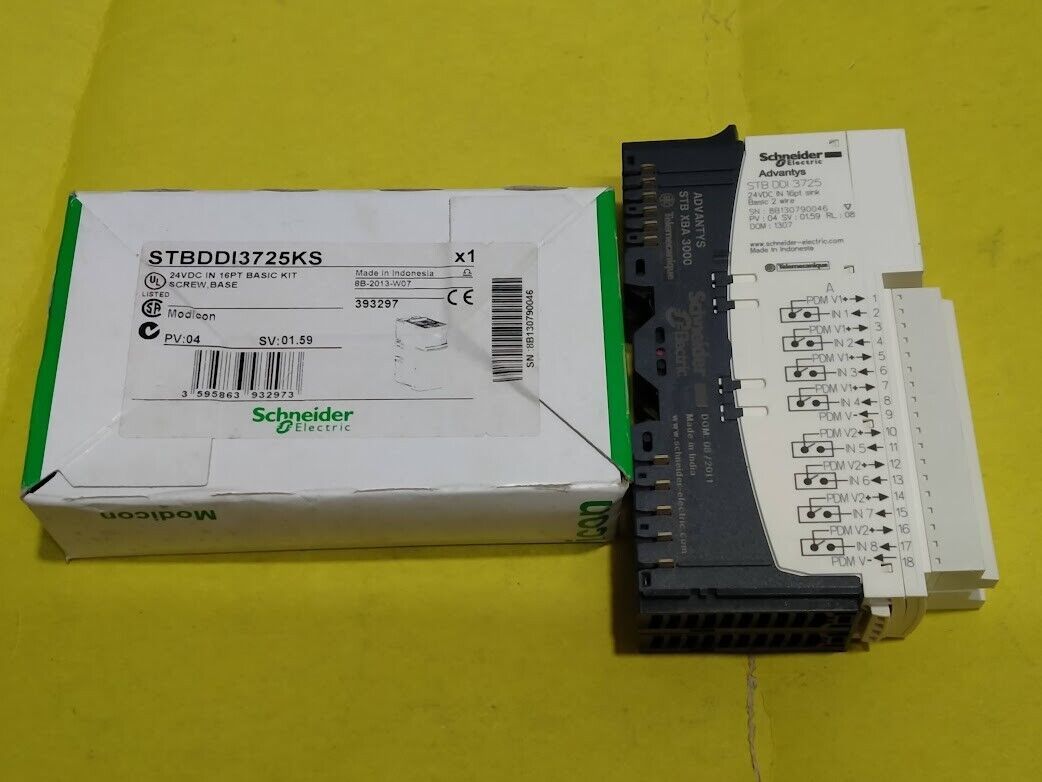 STBDDI3725KS
x1
UL
LISTED
24VDC IN 16PT BASIC KIT
SCREW, BASE
Made in Indonesia
8B-2013-W07
393297
CE
Modicon
PV:04
SV:01.59
3 595863 932973
SN :8B130790046
Schneider
Electric
Modicon
ADVANTYS
STB XBA 3000
Telemecanique
Schneider
Electric
DOM: 08 / 2011
Made in India
www.schneider-electric.com
Schneider
Electric
Advantys
STB DDI 3725
24VDC IN 16pt sink
Basic 2 wire
SN : 8B130790046
PV : 04 SV : 01.59 RL : 08
DOM : 1307
www.schneider-electric.com
Made in Indonesia
Telemecanique
A
PDM V1+ 1
IN 1 2
PDM V1+ 3
IN 2 4
PDM V1+ 5
IN 3 6
PDM V1+ 7
IN 4 8
PDM V- 9
PDM V2+ 10
IN 5 11
PDM V2+ 12
IN 6 13
PDM V2+ 14
IN 7 15
PDM V2+ 16
IN 8 17
PDM V- 18